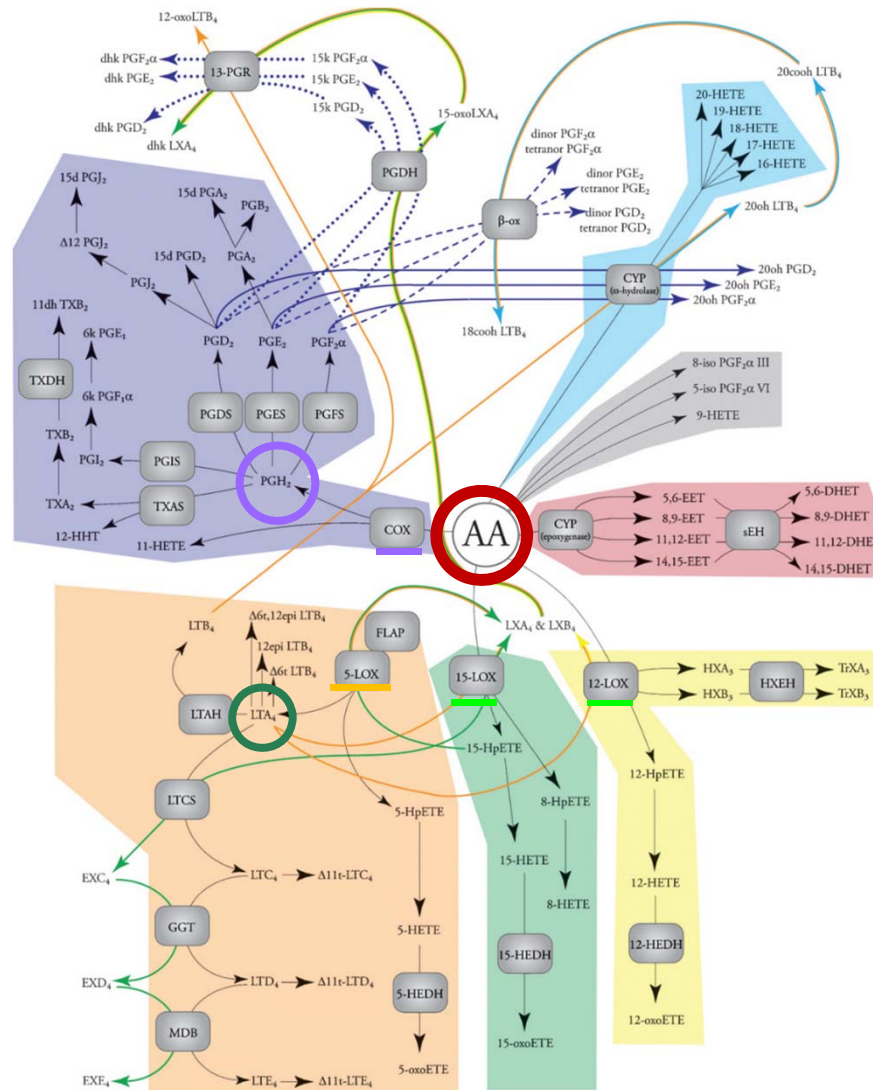 12-oxoLTB₄
dhk PGF₂α
dhk PGE₂
13-PGR
15k PGF₂α
15k PGE₂
15k PGD₂
dhk PGD₂
dhk LXA₄
15-oxoLXA₄
20cooh LTB₄
20-HETE
19-HETE
18-HETE
17-HETE
16-HETE
dinor PGF₂α
tetranor PGF₂α
dinor PGE₂
tetranor PGE₂
dinor PGD₂
tetranor PGD₂
PGDH
β-ox
20oh LTB₄
15d PGJ₂
15d PGA₂
PGB₂
Δ12 PGJ₂
15d PGD₂
PGA₂
PGJ₂
CYP
(ω-hydrolase)
20oh PGD₂
20oh PGE₂
20oh PGF₂α
11dh TXB₂
6k PGE₁
18cooh LTB₄
PGD₂
PGE₂
PGF₂α
TXDH
6k PGF₁α
8-iso PGF₂α III
5-iso PGF₂α VI
9-HETE
PGDS
PGES
PGFS
TXB₂
PGI₂
PGIS
PGH₂
TXA₂
TXAS
12-HHT
11-HETE
COX
AA
CYP
(epoxygenase)
5,6-EET
8,9-EET
11,12-EET
14,15-EET
sEH
5,6-DHET
8,9-DHET
11,12-DHE
14,15-DHET
LTB₄
Δ6t,12epi LTB₄
12epi LTB₄
Δ6t LTB₄
FLAP
5-LOX
LXA₄ & LXB₄
15-LOX
12-LOX
HXA₃
HXB₃
HXEH
TrXA₃
TrXB₃
LTAH
LTA₄
15-HpETE
12-HpETE
LTCS
5-HpETE
8-HpETE
15-HETE
12-HETE
8-HETE
EXC₄
LTC₄
Δ11t-LTC₄
GGT
5-HETE
15-HEDH
12-HEDH
EXD₄
LTD₄
Δ11t-LTD₄
5-HEDH
MDB
15-oxoETE
12-oxoETE
5-oxoETE
EXE₄
LTE₄
Δ11t-LTE₄